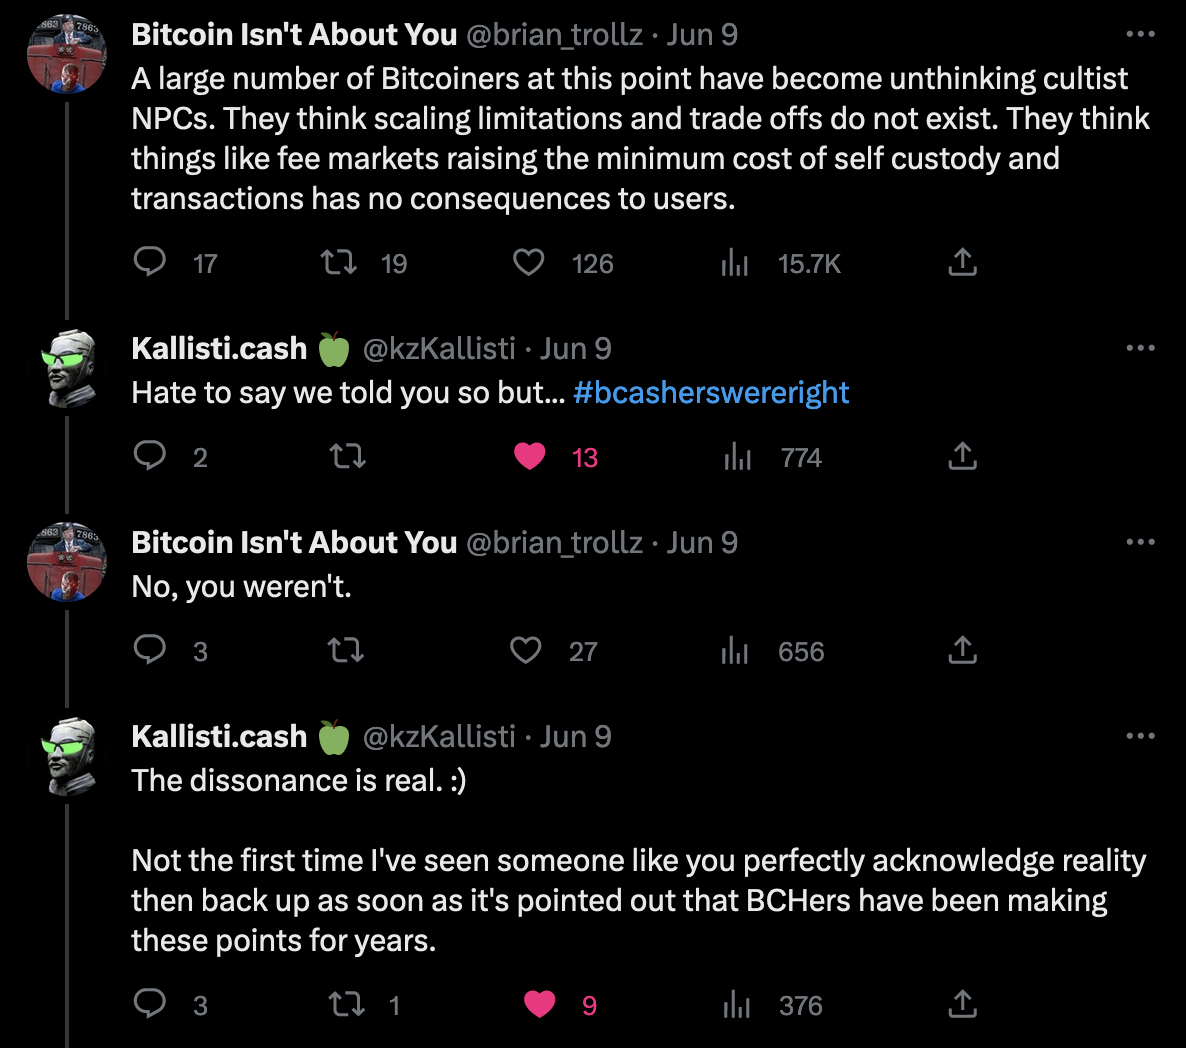 Bitcoin Isn't About You @brian_trollz · Jun 9
A large number of Bitcoiners at this point have become unthinking cultist
NPCs. They think scaling limitations and trade offs do not exist. They think
things like fee markets raising the minimum cost of self custody and
transactions has no consequences to users.
17 19 126 15.7K
Kallisti.cash 🍏 @kzKallisti · Jun 9
Hate to say we told you so but... #bcasherswereright
2 13 774
Bitcoin Isn't About You @brian_trollz · Jun 9
No, you weren't.
3 27 656
Kallisti.cash 🍏 @kzKallisti · Jun 9
The dissonance is real. :)
Not the first time I've seen someone like you perfectly acknowledge reality
then back up as soon as it's pointed out that BCHers have been making
these points for years.
3 1 9 376